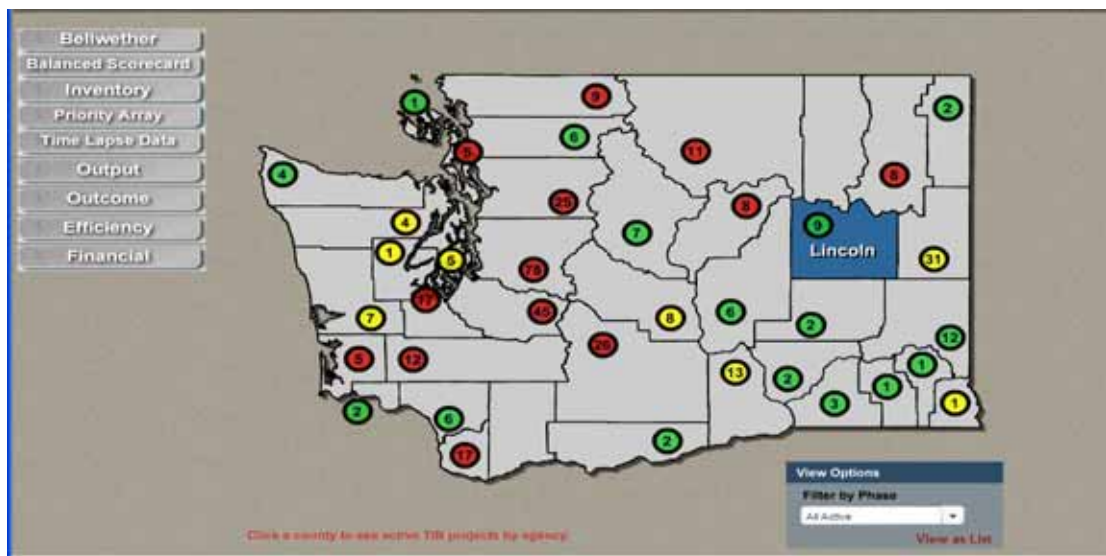 Bellwether
Balanced Scorecard
Inventory
Priority Array
Time Lapse Data
Output
Outcome
Efficiency
Financial
1
9
2
5
6
11
4
8
25
8
4
7
9
Lincoln
1
5
31
78
17
45
7
8
6
2
12
5
12
26
13
2
1
1
3
1
2
6
17
2
View Options
Filter by Phase
All Active
View as List
Click a county to see active TIB projects by agency.